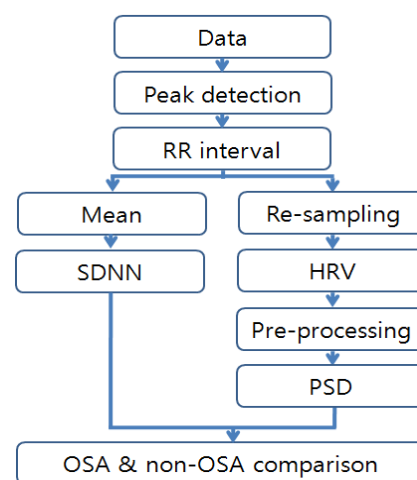 Data
Peak detection
RR interval
Mean
Re-sampling
SDNN
HRV
Pre-processing
PSD
OSA & non-OSA comparison